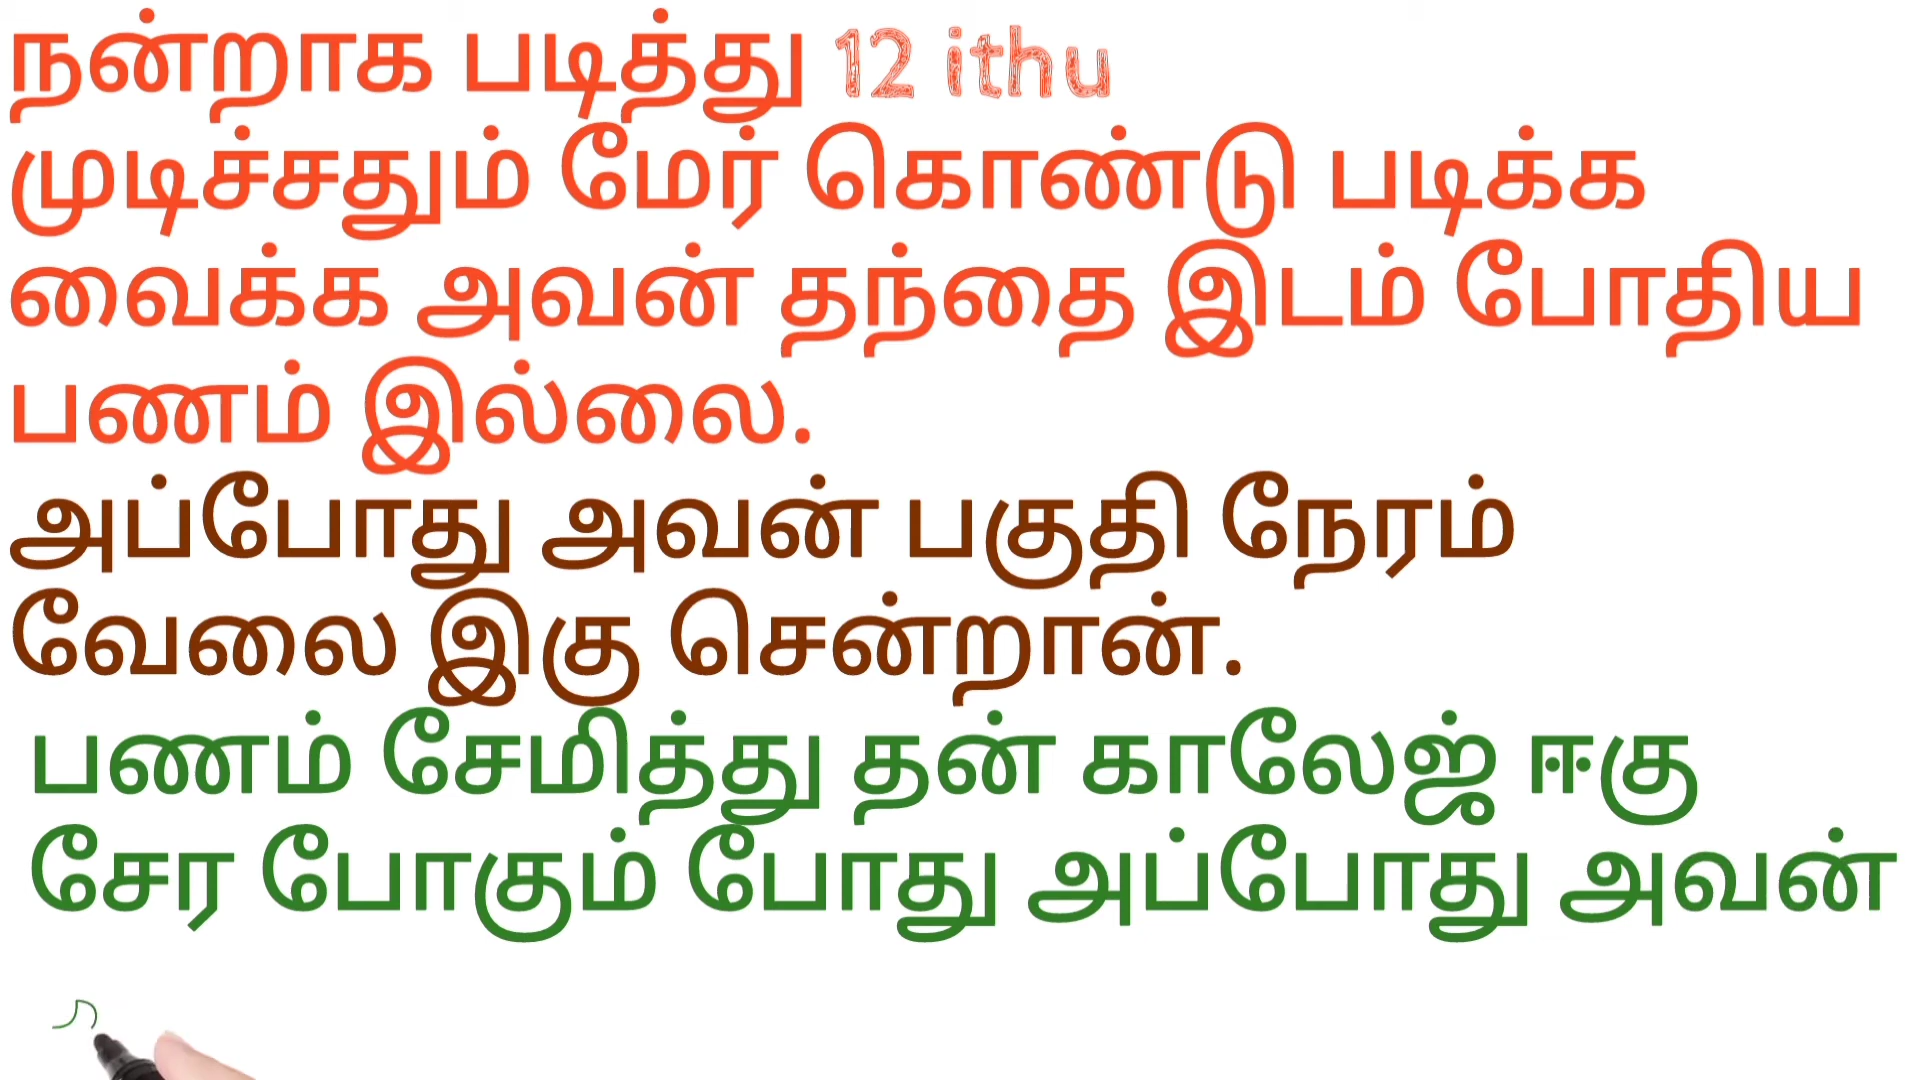 நன்றாக படித்து 12 ithu
முடிச்சதும் மேர் கொண்டு படிக்க
வைக்க அவன் தந்தை இடம் போதிய
பணம் இல்லை.
அப்போது அவன் பகுதி நேரம்
வேலை இகு சென்றான்.
பணம் சேமித்து தன் காலேஜ் ஈகு
சேர போகும் போது அப்போது அவன்